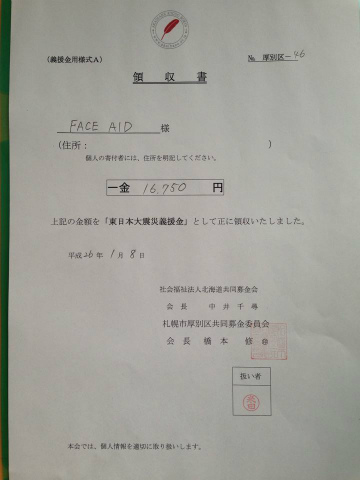 (義援金用様式A)
№ 厚別区-46
領収書
FACE AID 様
(住所: )
個人の寄付者には、住所を明記してください。
一金 16,750 円
上記の金額を「東日本大震災義援金」として正に領収いたしました。
平成26年 1月 8日
社会福祉法人北海道共同募金会
会長 中井千尋
札幌市厚別区共同募金委員会
会長 橋本 修 ㊞
扱い者
本会では、個人情報を適切に取り扱いします。